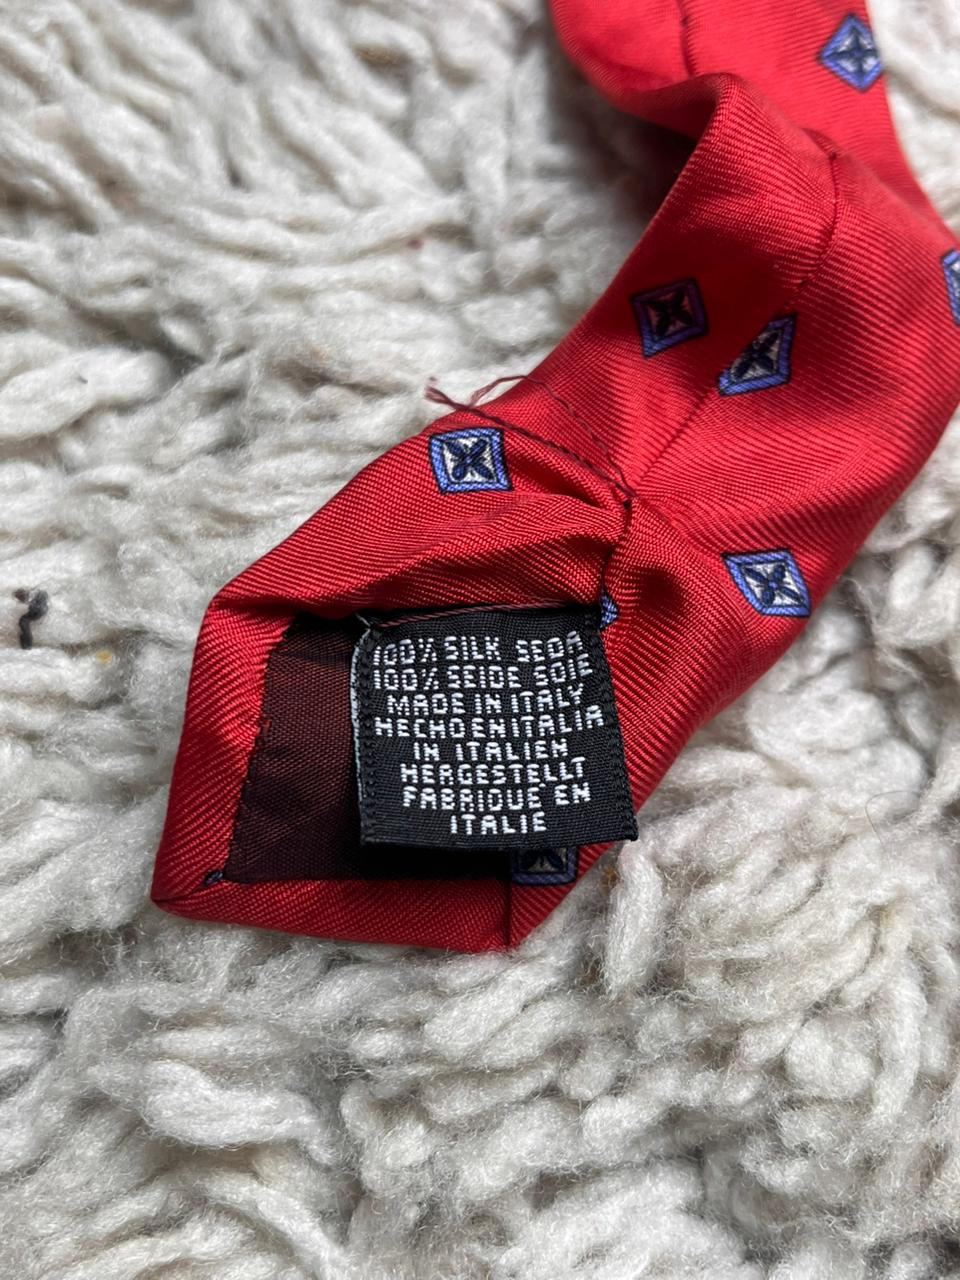 100% SILK SEDA
100% SEIDE SOIE
MADE IN ITALY
HECHO EN ITALIA
IN ITALIEN
HERGESTELLT
FABRIQUE EN
ITALIE